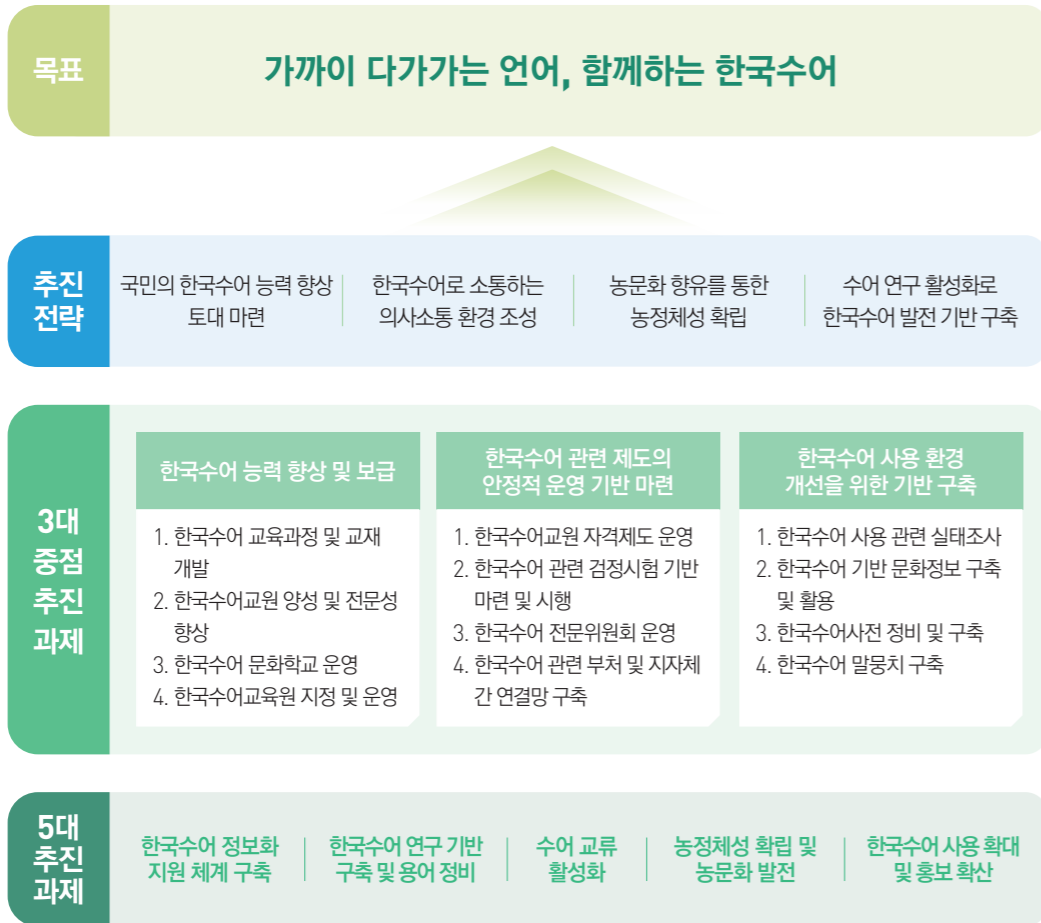 목표
가까이 다가가는 언어, 함께하는 한국수어
추진
전략
국민의 한국수어 능력 향상
토대 마련
한국수어로 소통하는
의사소통 환경 조성
농문화 향유를 통한
농정체성 확립
수어 연구 활성화로
한국수어 발전 기반 구축
3대
중점
추진
과제
한국수어 능력 향상 및 보급
1. 한국수어 교육과정 및 교재
개발
2. 한국수어교원 양성 및 전문성
향상
3. 한국수어 문화학교 운영
4. 한국수어교육원 지정 및 운영
한국수어 관련 제도의
안정적 운영 기반 마련
1. 한국수어교원 자격제도 운영
2. 한국수어 관련 검정시험 기반
마련 및 시행
3. 한국수어 전문위원회 운영
4. 한국수어 관련 부처 및 지자체
간 연결망 구축
한국수어 사용 환경
개선을 위한 기반 구축
1. 한국수어 사용 관련 실태조사
2. 한국수어 기반 문화정보 구축
및 활용
3. 한국수어사전 정비 및 구축
4. 한국수어 말뭉치 구축
5대
추진
과제
한국수어 정보화
지원 체계 구축
한국수어 연구 기반
구축 및 용어 정비
수어 교류
활성화
농정체성 확립 및
농문화 발전
한국수어 사용 확대
및 홍보 확산